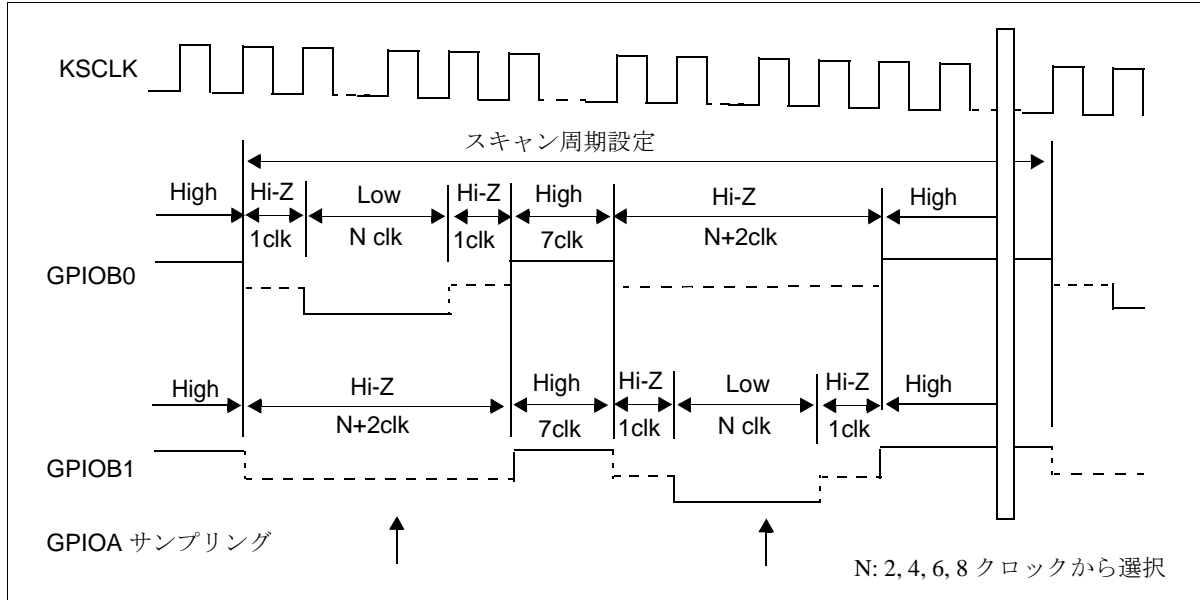 KSCLK
スキャン周期設定
High Hi-Z Low Hi-Z High Hi-Z High
1clk N clk 1clk 7clk N+2clk
GPIOB0
High Hi-Z High Hi-Z Low Hi-Z High
N+2clk 7clk 1clk N clk 1clk
GPIOB1
GPIOA サンプリング
N: 2, 4, 6, 8 クロックから選択